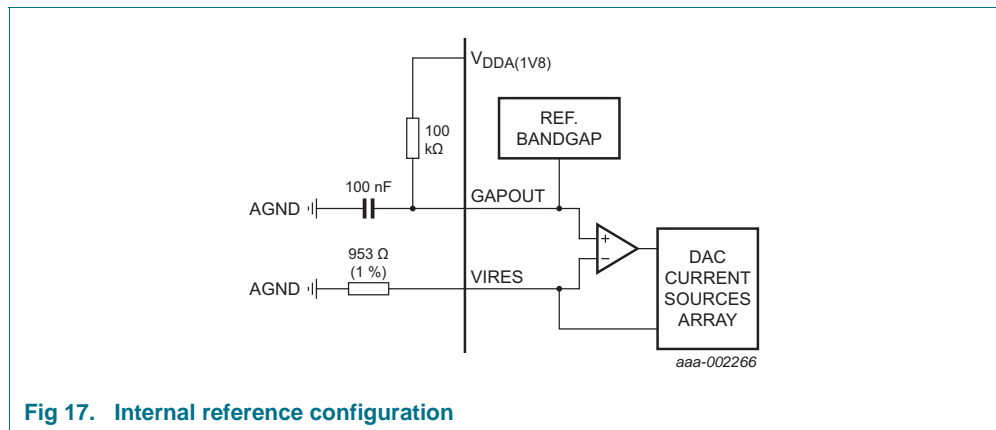 VDDA(1V8)
REF.
BANDGAP
100
kΩ
100 nF
GAPOUT
AGND
953 Ω
(1 %)
VIRES
AGND
+
−
DAC
CURRENT
SOURCES
ARRAY
aaa-002266
Fig 17. Internal reference configuration